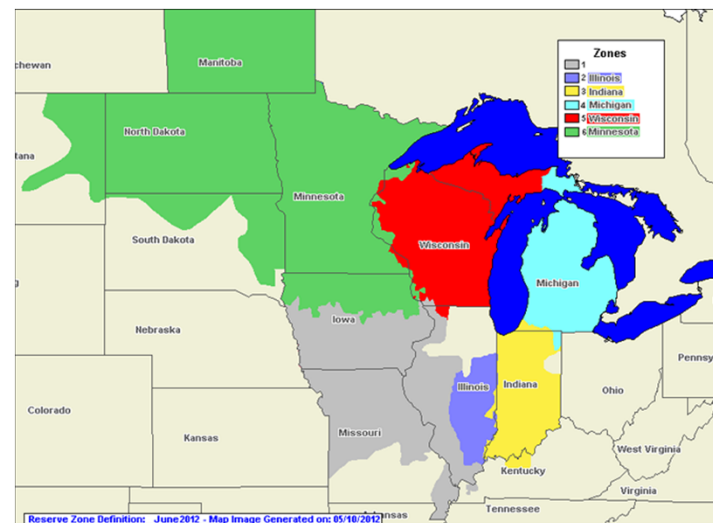 Zones
1
2 Illinois
3 Indiana
4 Michigan
5 Wisconsin
6 Minnesota
chewan
Manitoba
North Dakota
tana
Minnesota
South Dakota
Wisconsin
Michigan
Iowa
Nebraska
Illinois
Indiana
Ohio
Pennsy
Colorado
Kansas
Missouri
West Virginia
Kentucky
Virginia
Tennessee
kansas
Reserve Zone Definition: June2012 - Map Image Generated on: 05/10/2012